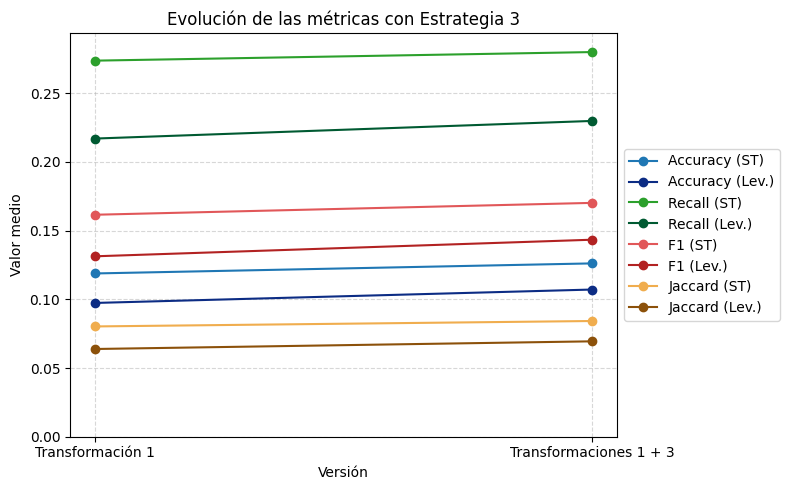 Evolución de las métricas con Estrategia 3
Valor medio
0.25
0.20
0.15
0.10
0.05
0.00
Transformación 1
Transformaciones 1 + 3
Versión
Accuracy (ST)
Accuracy (Lev.)
Recall (ST)
Recall (Lev.)
F1 (ST)
F1 (Lev.)
Jaccard (ST)
Jaccard (Lev.)